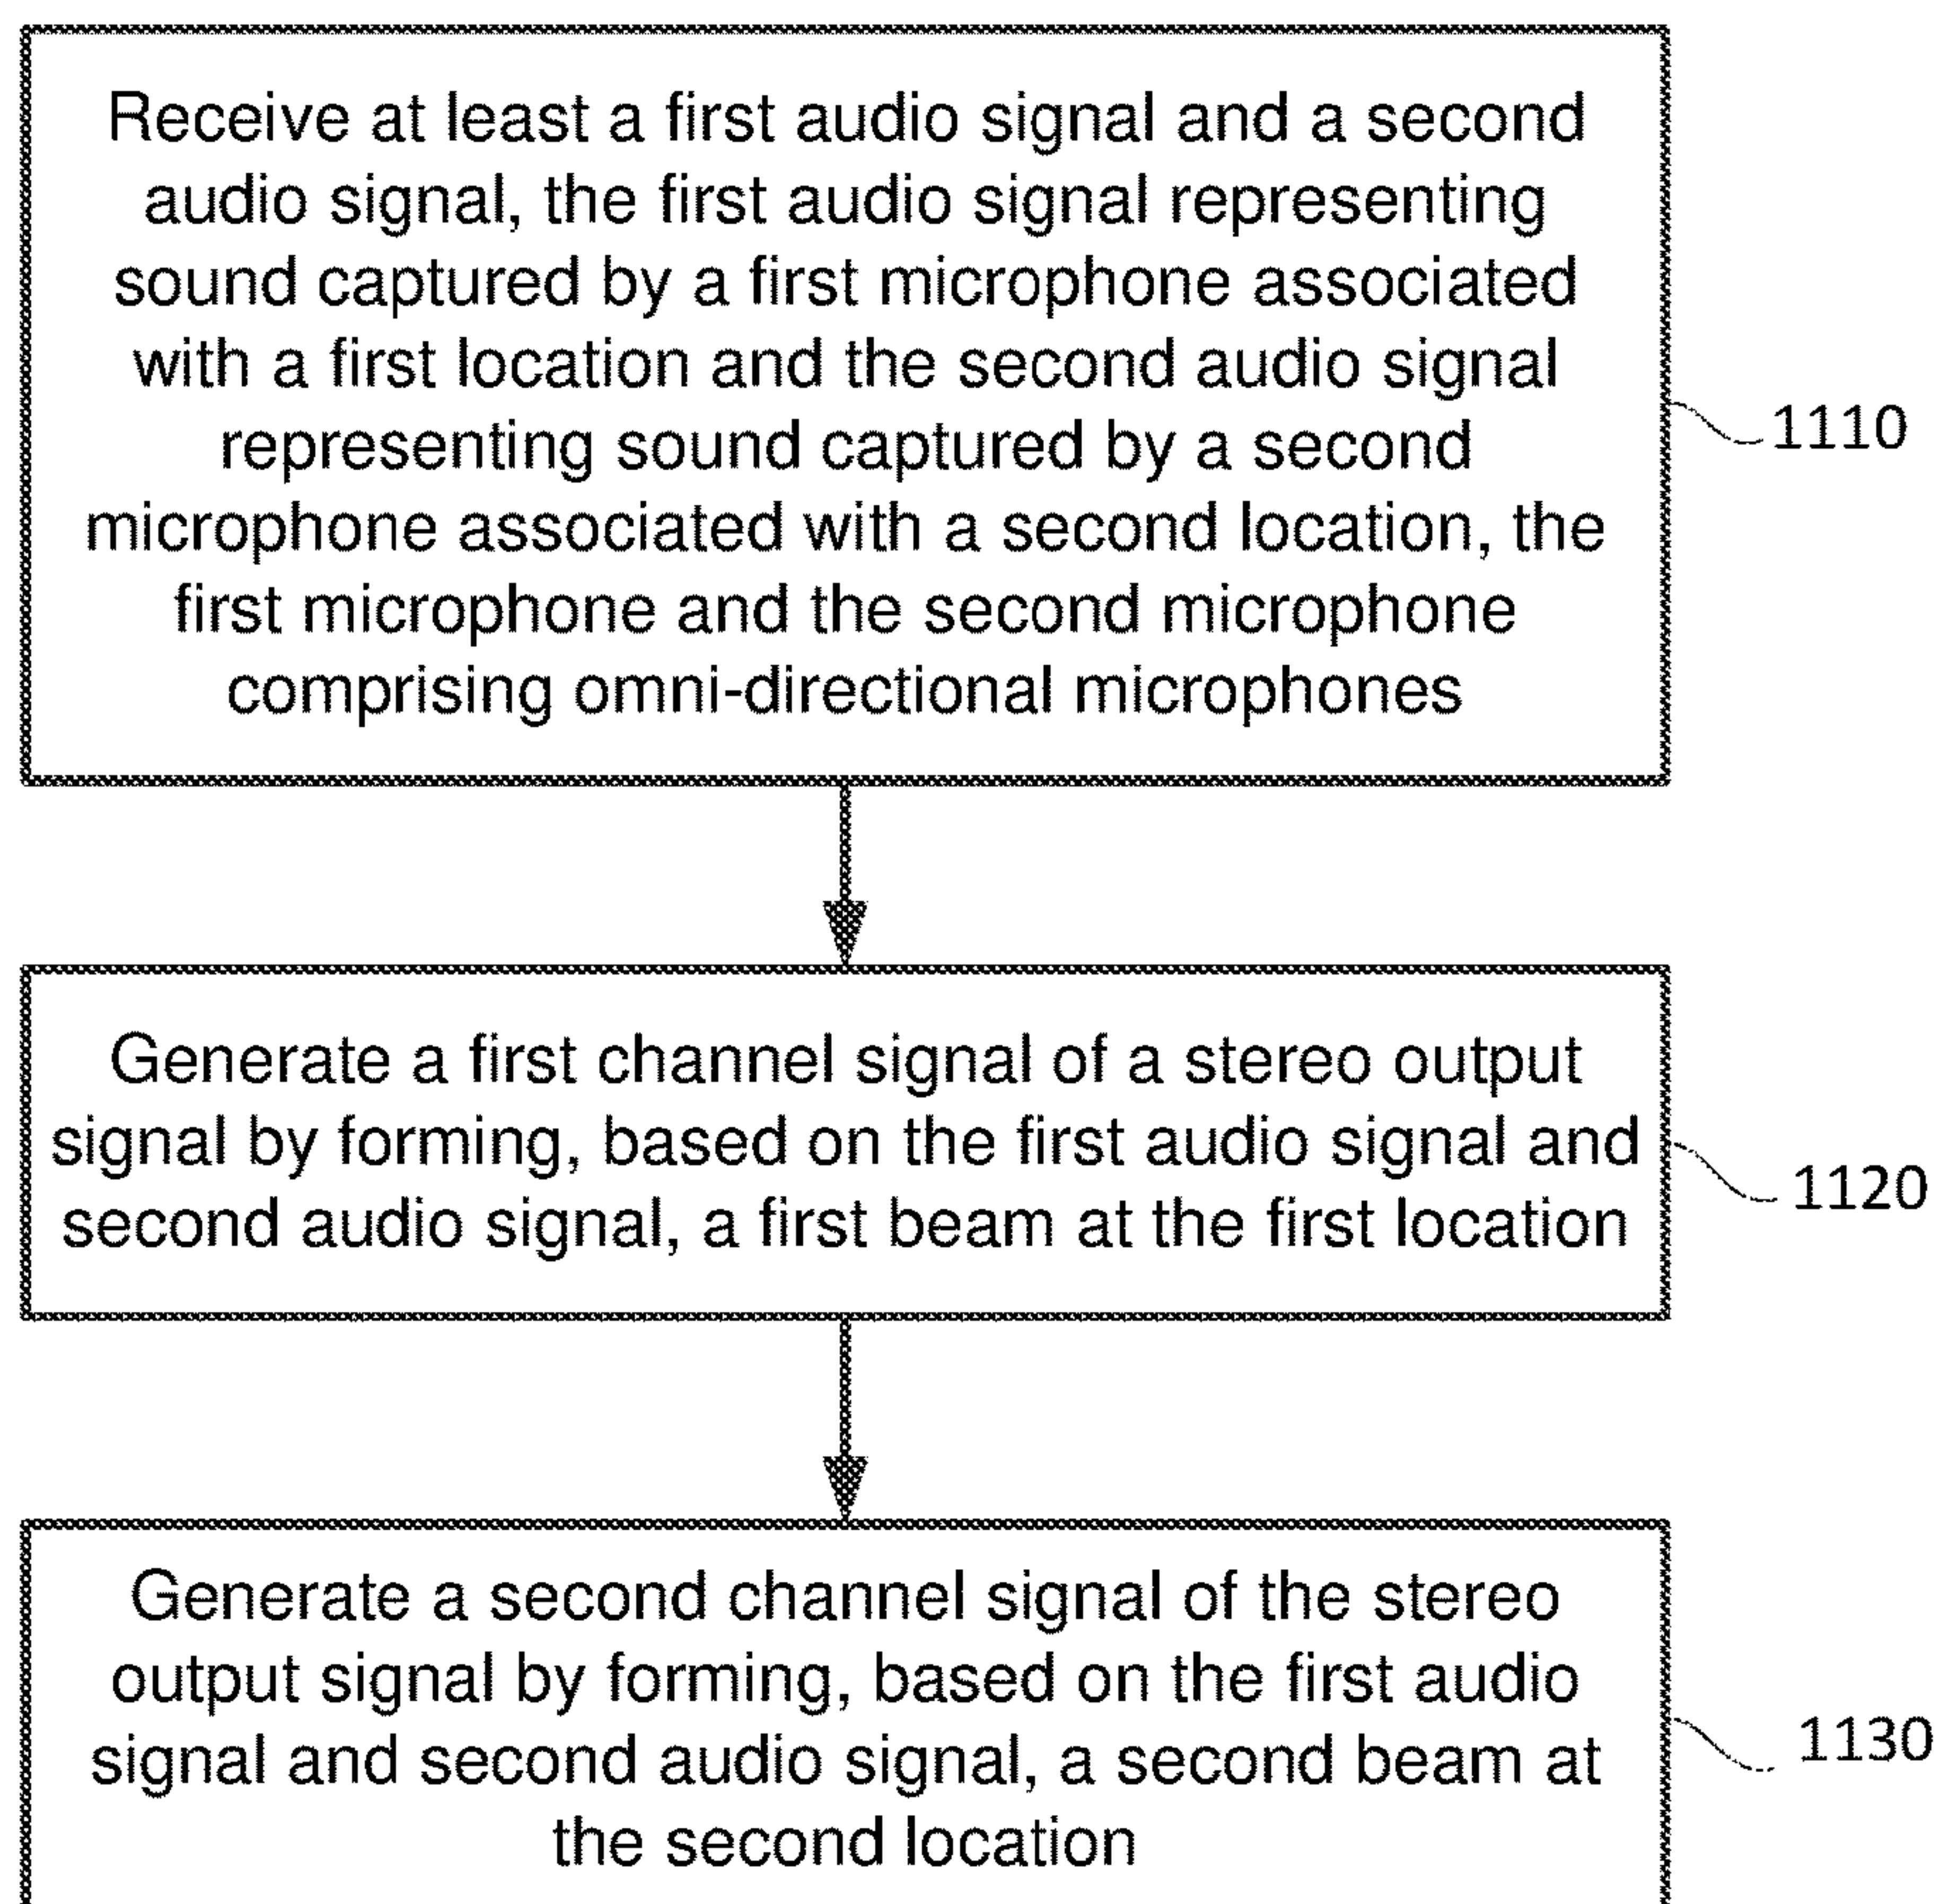 Receive at least a first audio signal and a second
audio signal, the first audio signal representing
sound captured by a first microphone associated
with a first location and the second audio signal
representing sound captured by a second
microphone associated with a second location, the
first microphone and the second microphone
comprising omni-directional microphones
1110
Generate a first channel signal of a stereo output
signal by forming, based on the first audio signal and
second audio signal, a first beam at the first location
1120
Generate a second channel signal of the stereo
output signal by forming, based on the first audio
signal and second audio signal, a second beam at
the second location
1130